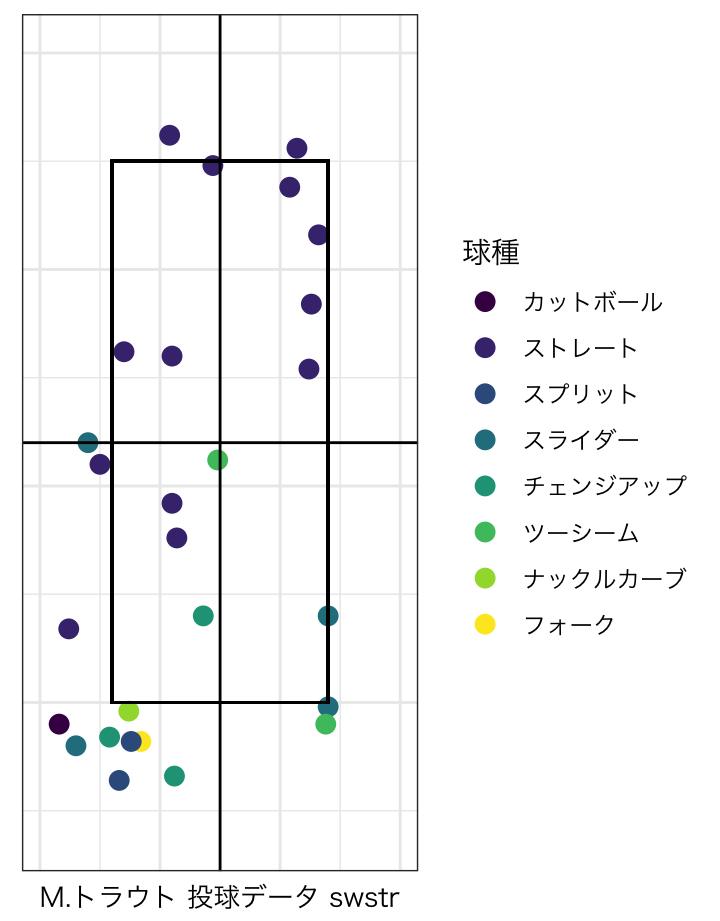 球種
カットボール
ストレート
スプリット
スライダー
チェンジアップ
ツーシーム
ナックルカーブ
フォーク
M.トラウト 投球データ swstr